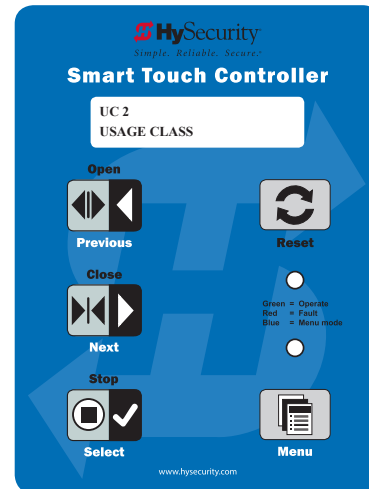 HySecurity
Simple. Reliable. Secure.
Smart Touch Controller
UC 2
USAGE CLASS
Open
Previous
Reset
Close
Next
Green = Operate
Red = Fault
Blue = Menu mode
Stop
Select
Menu
www.hysecurity.com